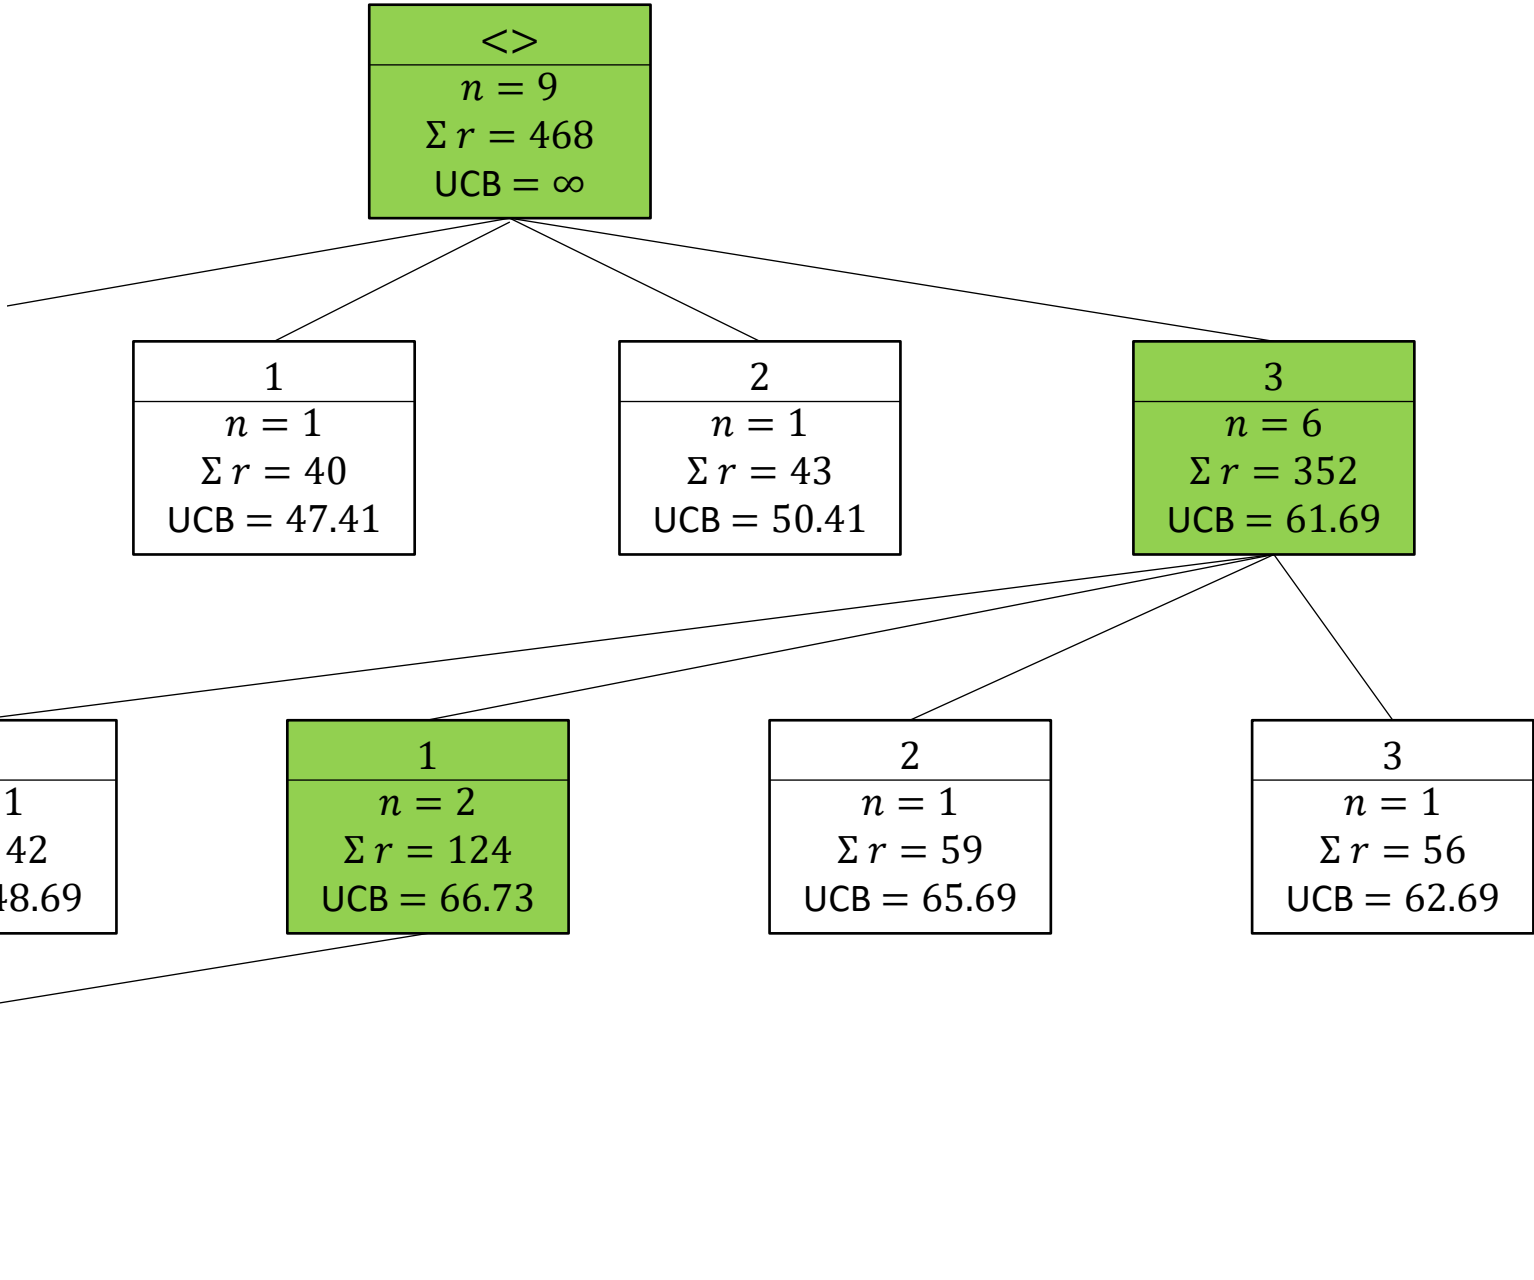 <>
n = 9
Σ r = 468
UCB = ∞
1
n = 1
Σ r = 40
UCB = 47.41
2
n = 1
Σ r = 43
UCB = 50.41
3
n = 6
Σ r = 352
UCB = 61.69
1
42
48.69
1
n = 2
Σ r = 124
UCB = 66.73
2
n = 1
Σ r = 59
UCB = 65.69
3
n = 1
Σ r = 56
UCB = 62.69